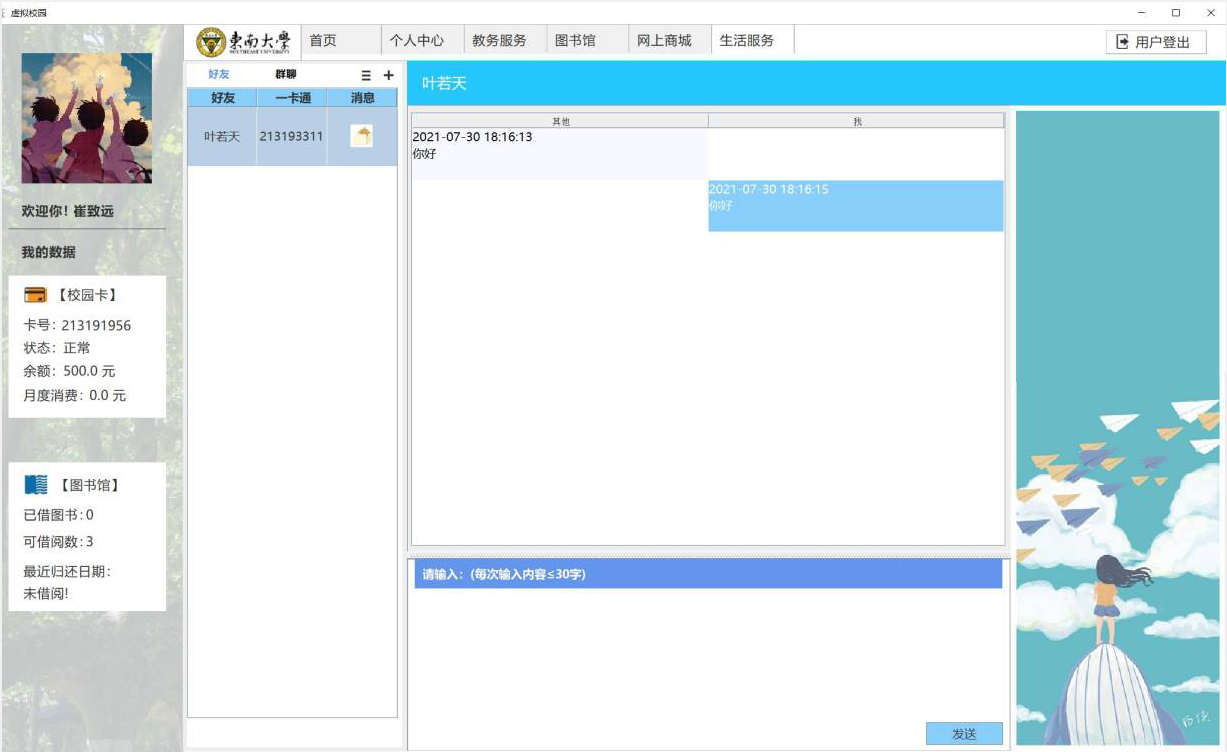 虚拟校园
東南大學
SOUTHEAST UNIVERSITY
首页
个人中心
教务服务
图书馆
网上商城
生活服务
用户登出
欢迎你！崔致远
我的数据
【校园卡】
卡号：213191956
状态：正常
余额：500.0 元
月度消费：0.0 元
【图书馆】
已借图书:0
可借阅数:3
最近归还日期:
未借阅!
好友
群聊
好友 一卡通 消息
叶若天 213193311
叶若天
其他 我
2021-07-30 18:16:13
你好
2021-07-30 18:16:15
你好
请输入：(每次输入内容≤30字)
发送